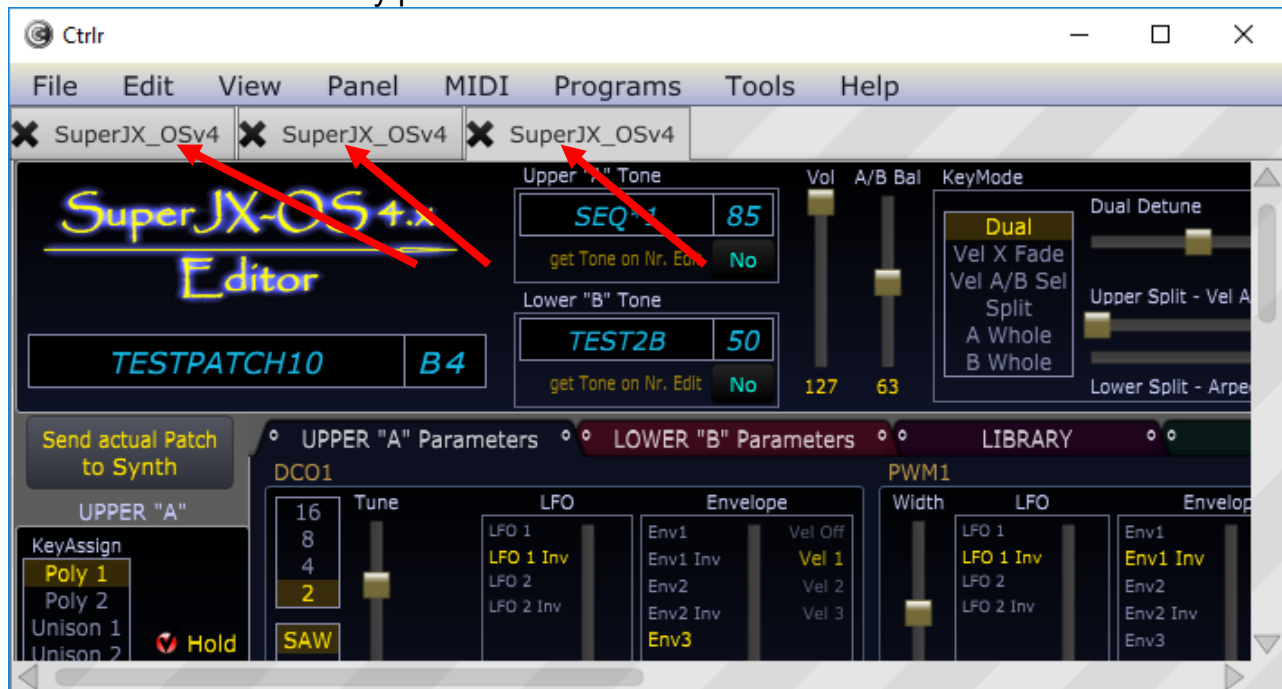 Ctrlr
File Edit View Panel MIDI Programs Tools Help
SuperJX_OSv4 SuperJX_OSv4 SuperJX_OSv4
SuperJX-OS 4.x
Editor
TESTPATCH10 B4
Upper "A" Tone
SEQ*1 85
get Tone on Nr. Edit No
Lower "B" Tone
TEST2B 50
get Tone on Nr. Edit No
Vol A/B Bal
127 63
KeyMode
Dual
Vel X Fade
Vel A/B Sel
Split
A Whole
B Whole
Dual Detune
Upper Split - Vel A
Lower Split - Arpe
Send actual Patch
to Synth
UPPER "A" Parameters LOWER "B" Parameters LIBRARY
UPPER "A"
KeyAssign
Poly 1
Poly 2
Unison 1
Unison 2
Hold
DCO1
16
8
4
2
SAW
Tune
LFO
LFO 1
LFO 1 Inv
LFO 2
LFO 2 Inv
Envelope
Env1 Vel Off
Env1 Inv Vel 1
Env2 Vel 2
Env2 Inv Vel 3
Env3
PWM1
Width
LFO
LFO 1
LFO 1 Inv
LFO 2
LFO 2 Inv
Envelop
Env1
Env1 Inv
Env2
Env2 Inv
Env3